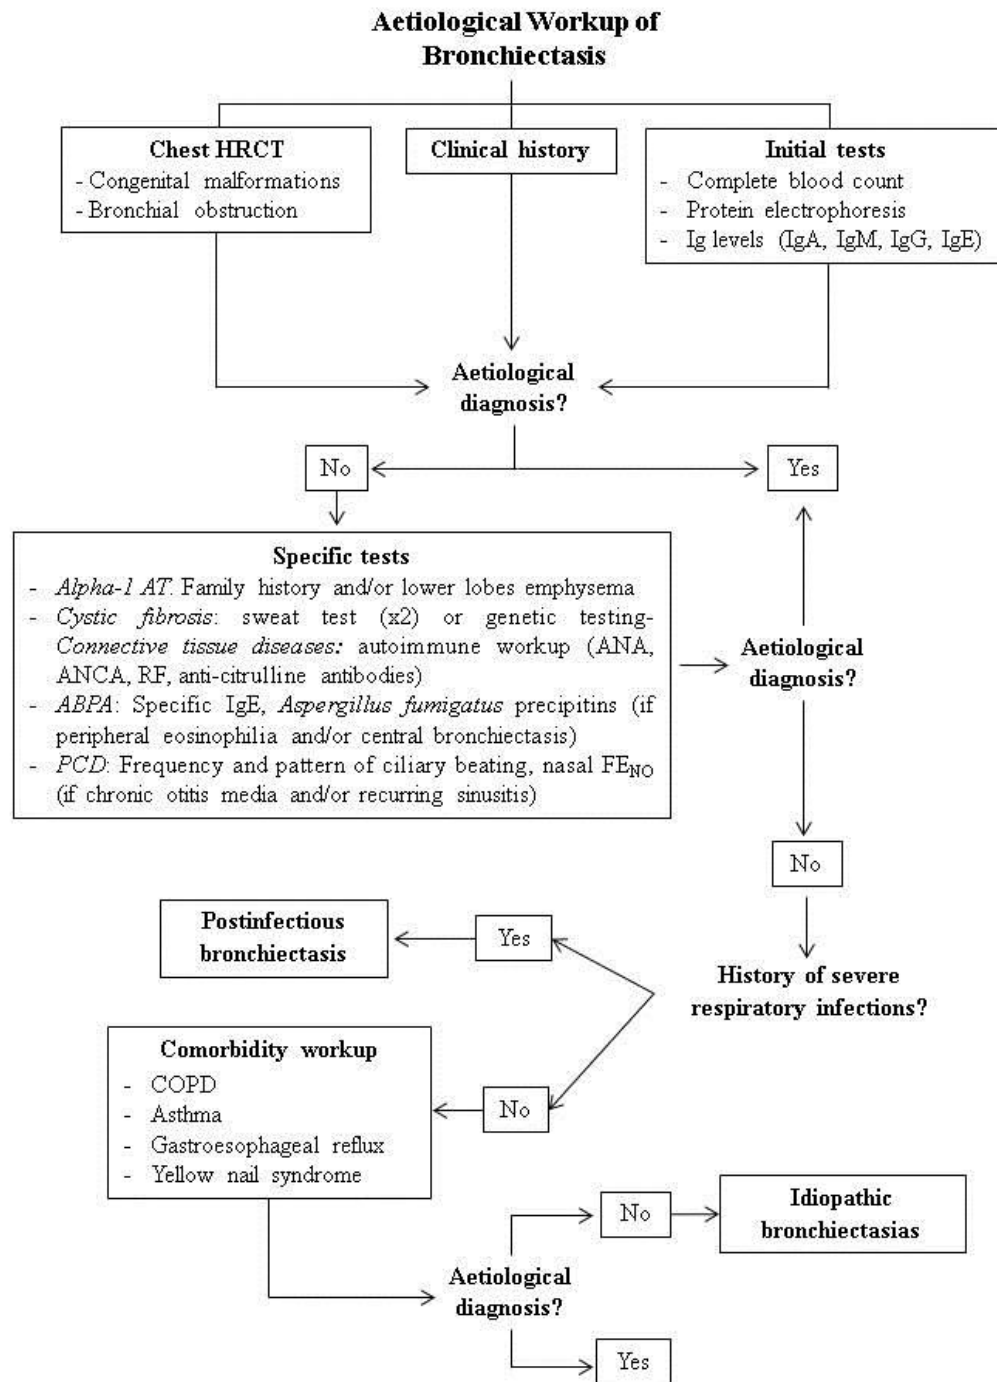 Aetiological Workup of
Bronchiectasis
Chest HRCT
- Congenital malformations
- Bronchial obstruction
Clinical history
Initial tests
- Complete blood count
- Protein electrophoresis
- Ig levels (IgA, IgM, IgG, IgE)
Aetiological
diagnosis?
No
Yes
Specific tests
- Alpha-1 AT: Family history and/or lower lobes emphysema
- Cystic fibrosis: sweat test (x2) or genetic testing-
Connective tissue diseases: autoimmune workup (ANA,
ANCA, RF, anti-citrulline antibodies)
- ABPA: Specific IgE, Aspergillus fumigatus precipitins (if
peripheral eosinophilia and/or central bronchiectasis)
- PCD: Frequency and pattern of ciliary beating, nasal FENO
(if chronic otitis media and/or recurring sinusitis)
Aetiological
diagnosis?
No
History of severe
respiratory infections?
Yes
Postinfectious
bronchiectasis
No
Comorbidity workup
- COPD
- Asthma
- Gastroesophageal reflux
- Yellow nail syndrome
Aetiological
diagnosis?
No
Idiopathic
bronchiectasias
Yes